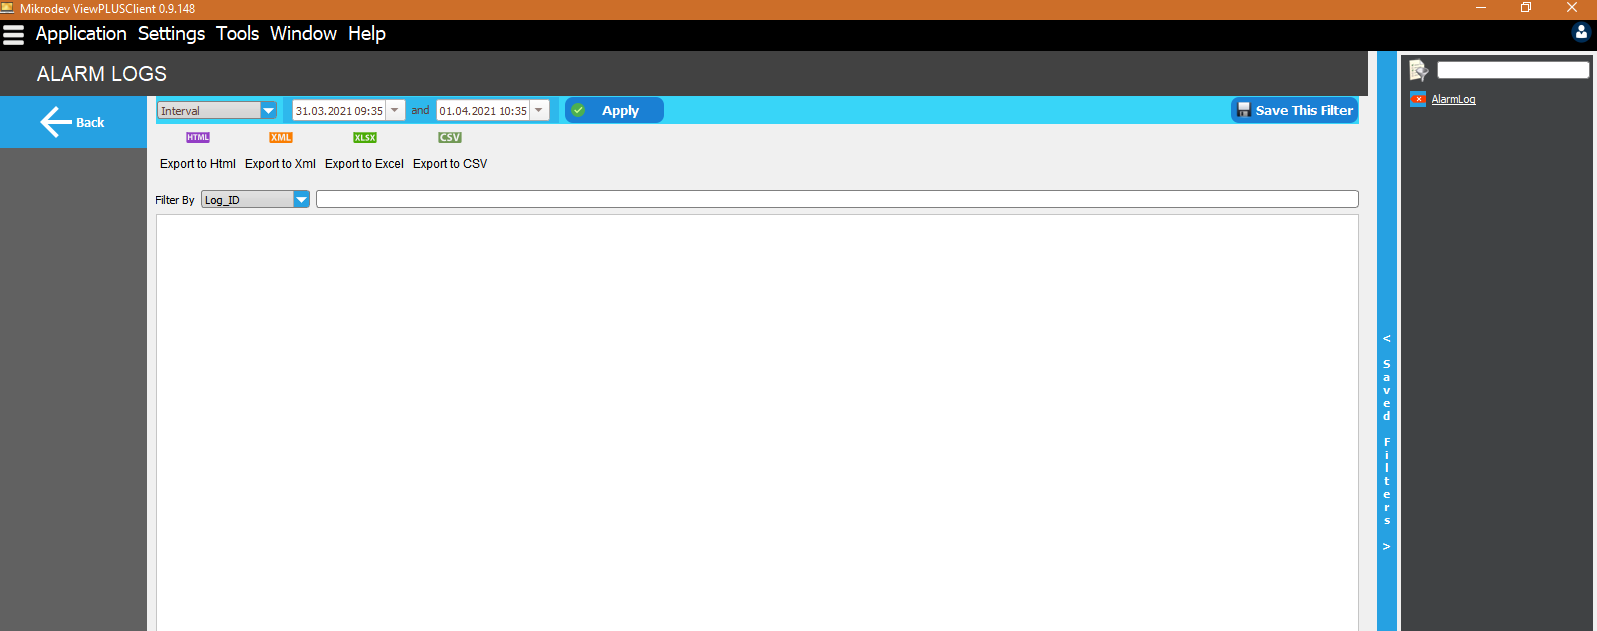 Mikrodev ViewPLUSClient 0.9.148
Application Settings Tools Window Help
ALARM LOGS
Back
Interval 31.03.2021 09:35 and 01.04.2021 10:35 Apply Save This Filter
HTML XML XLSX CSV
Export to Html Export to Xml Export to Excel Export to CSV
Filter By Log_ID
< Saved Filters >
AlarmLog